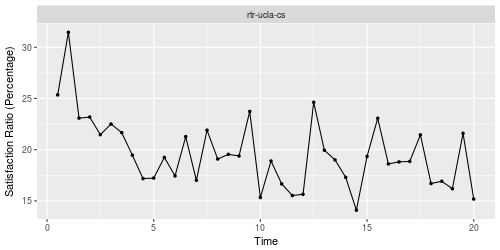 rtr-ucla-cs
Satisfaction Ratio (Percentage)
30
25
20
15
0 5 10 15 20
Time